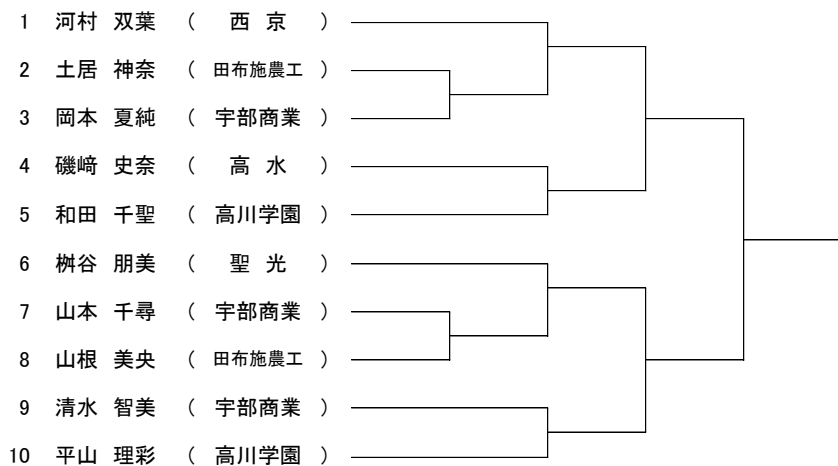 1 河村 双葉 ( 西 京 )
2 土居 神奈 ( 田布施農工 )
3 岡本 夏純 ( 宇部商業 )
4 磯﨑 史奈 ( 高 水 )
5 和田 千聖 ( 高川学園 )
6 桝谷 朋美 ( 聖 光 )
7 山本 千尋 ( 宇部商業 )
8 山根 美央 ( 田布施農工 )
9 清水 智美 ( 宇部商業 )
10 平山 理彩 ( 高川学園 )